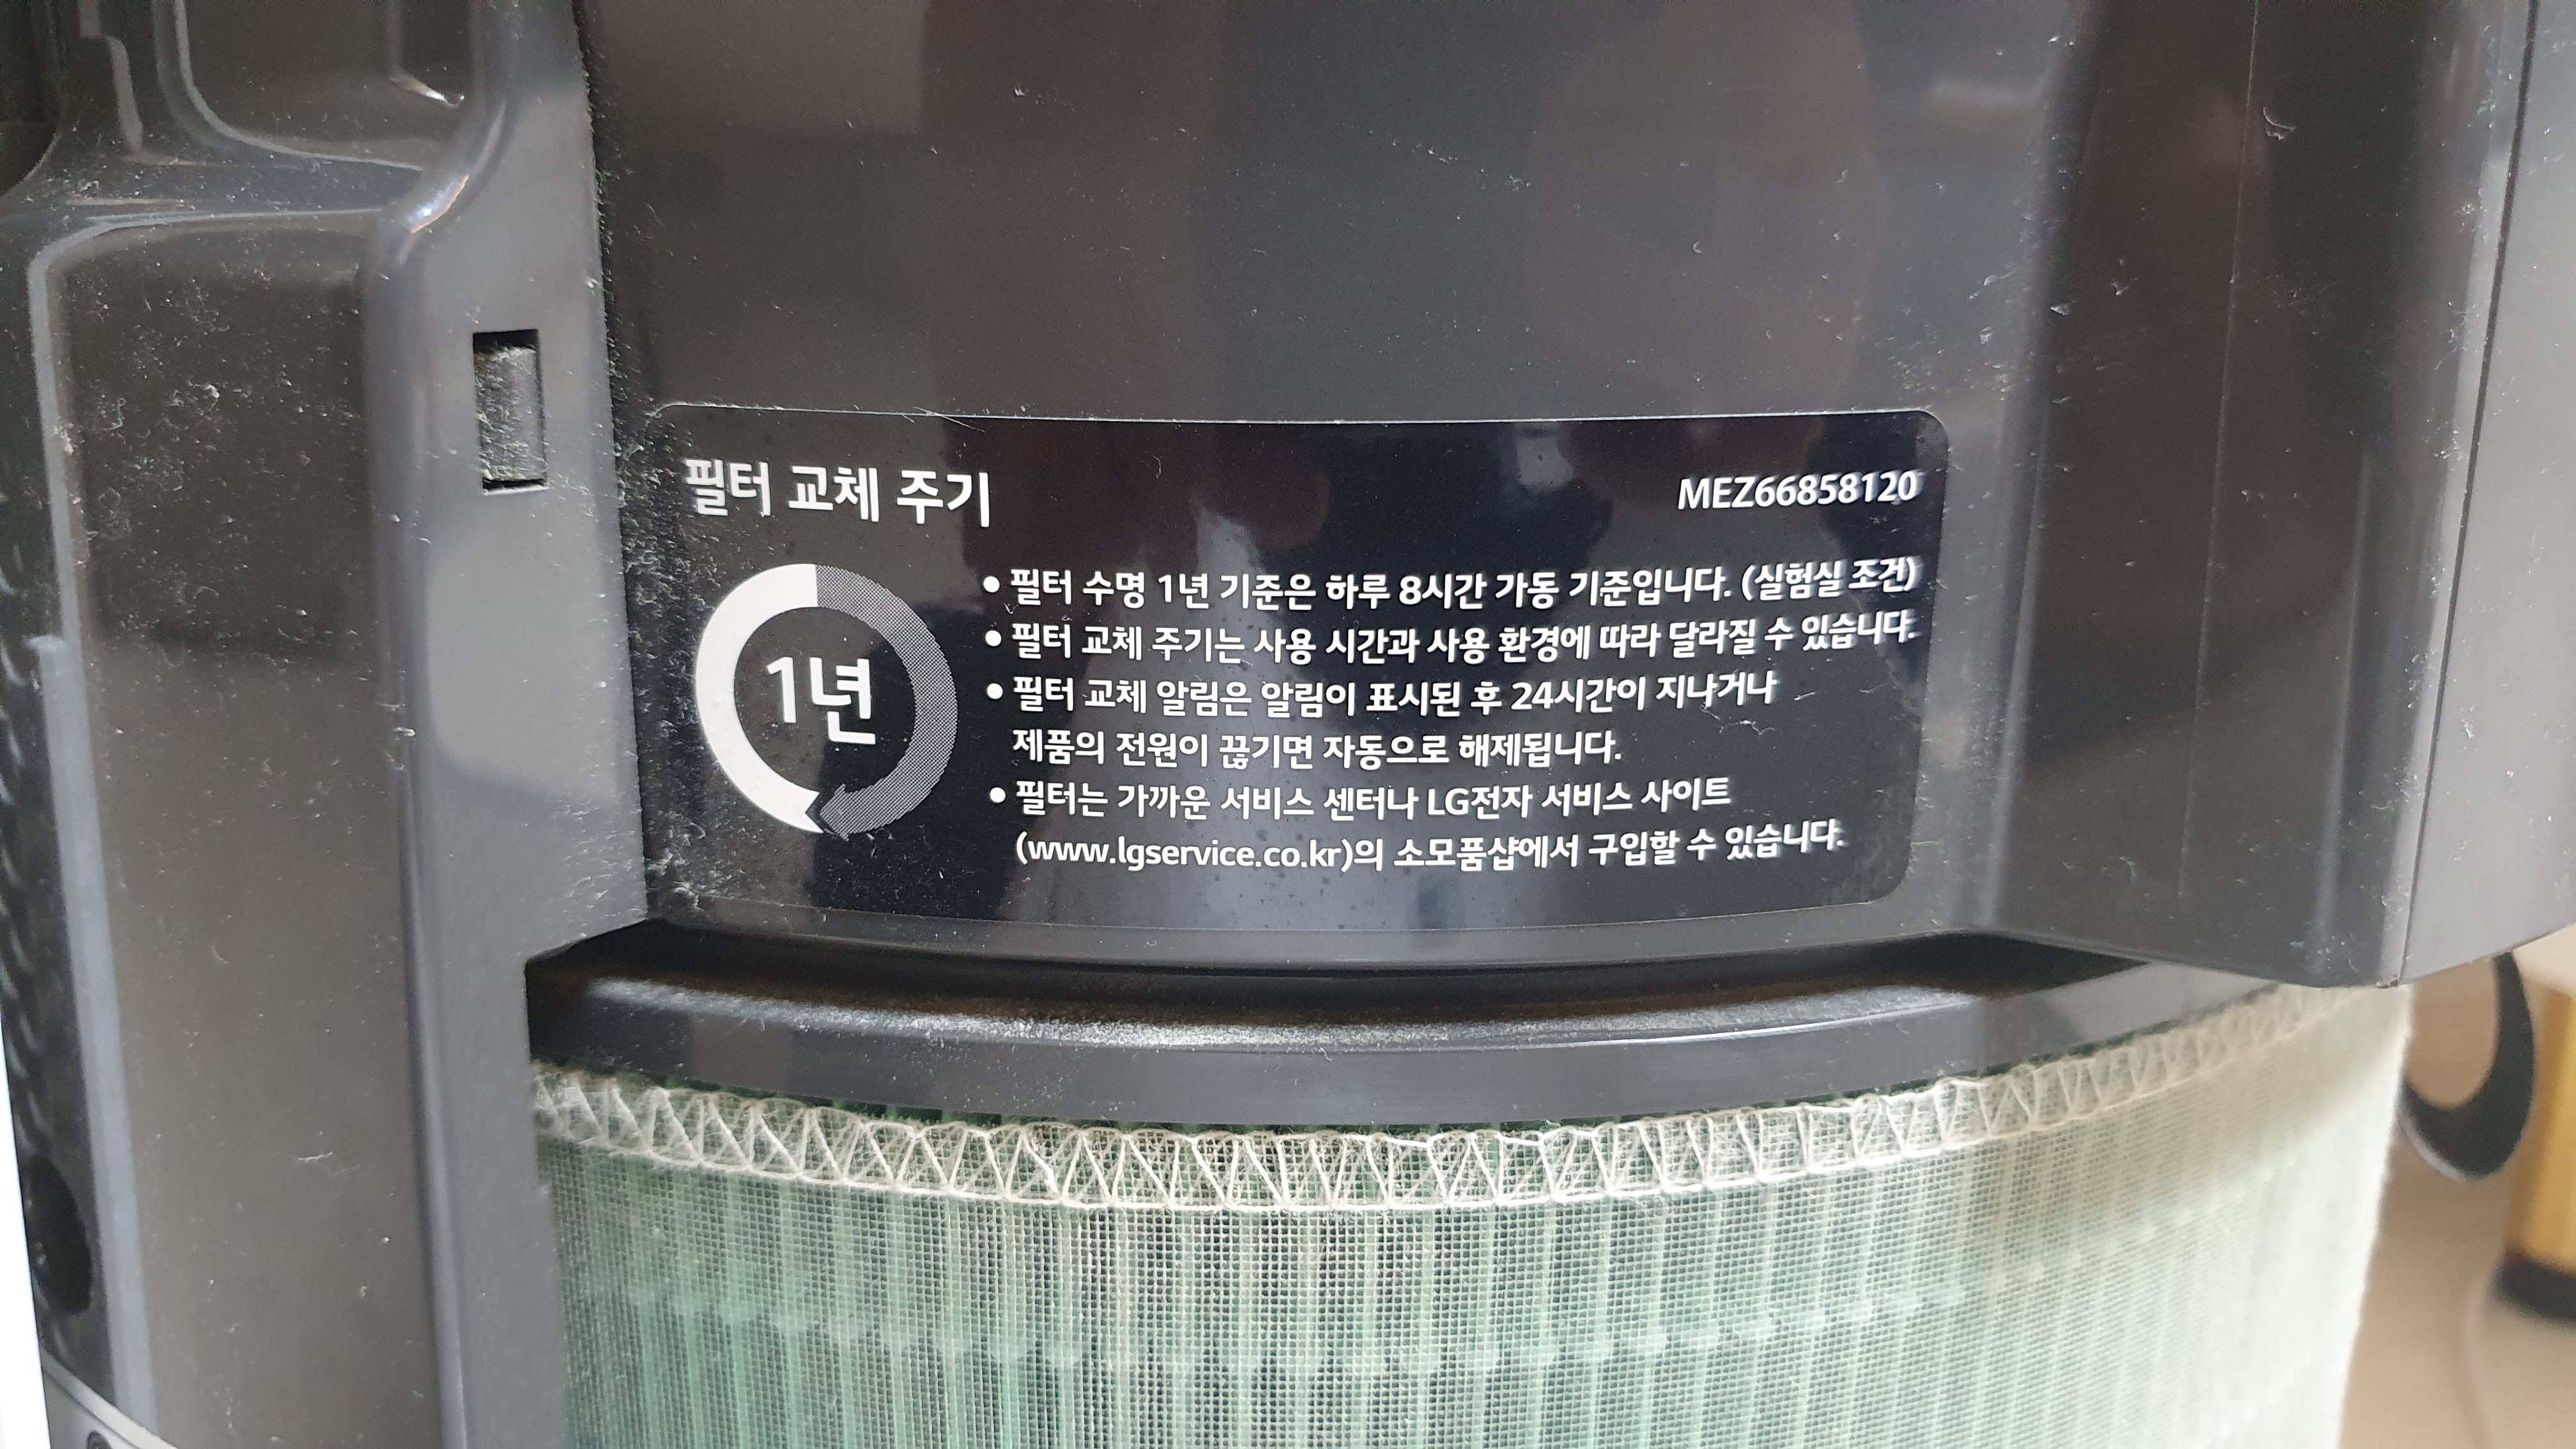 필터 교체 주기
MEZ66858120
1년
• 필터 수명 1년 기준은 하루 8시간 가동 기준입니다. (실험실 조건)
• 필터 교체 주기는 사용 시간과 사용 환경에 따라 달라질 수 있습니다.
• 필터 교체 알림은 알림이 표시된 후 24시간이 지나거나
제품의 전원이 끊기면 자동으로 해제됩니다.
• 필터는 가까운 서비스 센터나 LG전자 서비스 사이트
(www.lgservice.co.kr)의 소모품샵에서 구입할 수 있습니다.